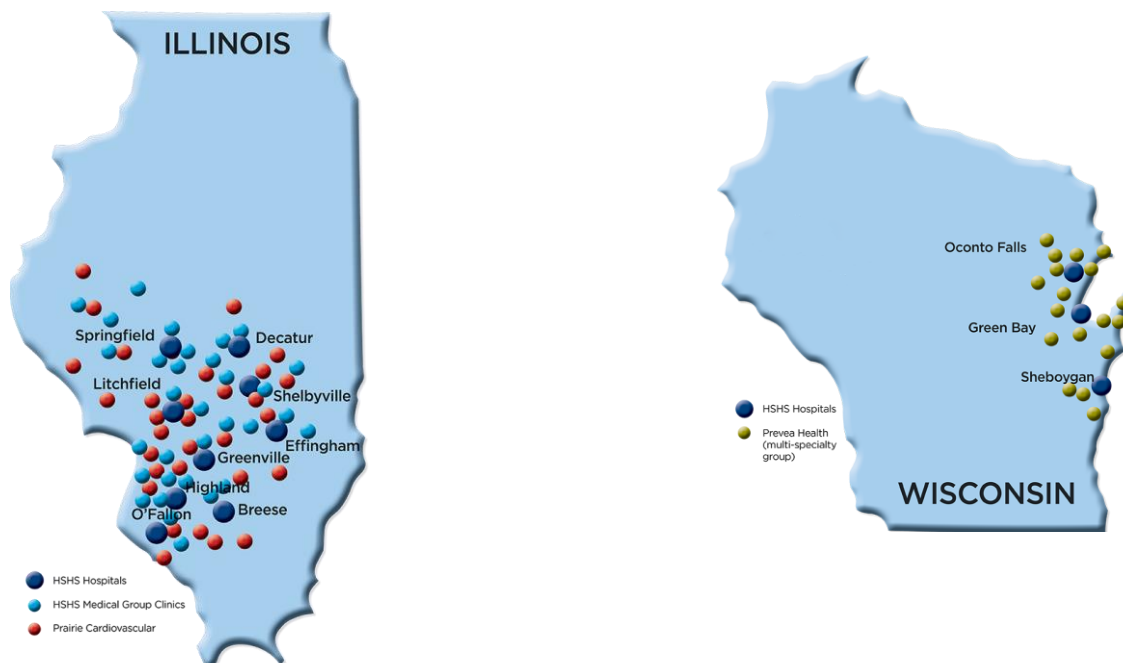 ILLINOIS
Springfield
Decatur
Litchfield
Shelbyville
Effingham
Greenville
Highland
O'Fallon
Breese
HSHS Hospitals
HSHS Medical Group Clinics
Prairie Cardiovascular
Oconto Falls
Green Bay
Sheboygan
HSHS Hospitals
Prevea Health
(multi-specialty
group)
WISCONSIN